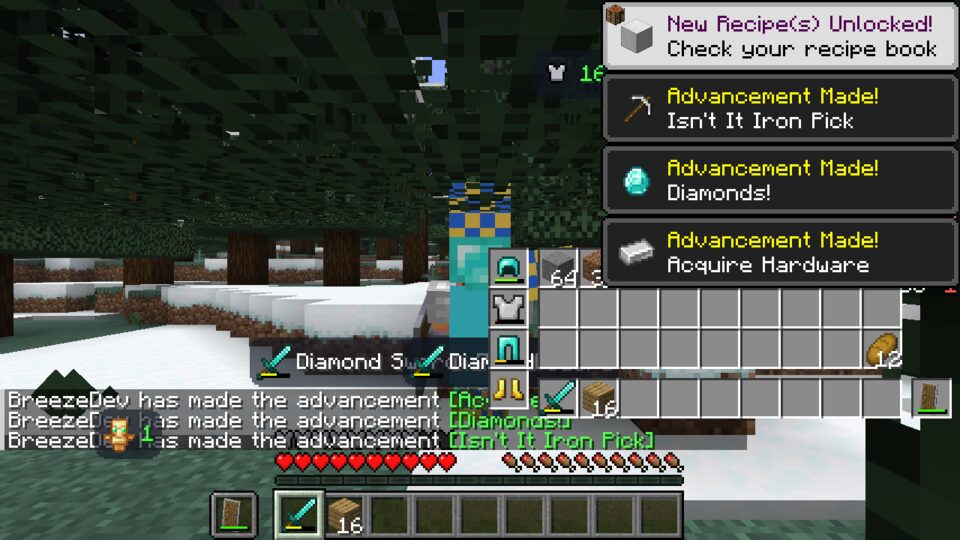 New Recipe(s) Unlocked!
Check your recipe book
16
Advancement Made!
Isn't It Iron Pick
Advancement Made!
Diamonds!
Advancement Made!
Acquire Hardware
64
12
Diamond
16
BreezeDev has made the advancement
BreezeDev has made the advancement [Diamonds!]
BreezeDev has made the advancement [Isn't It Iron Pick]
1
16